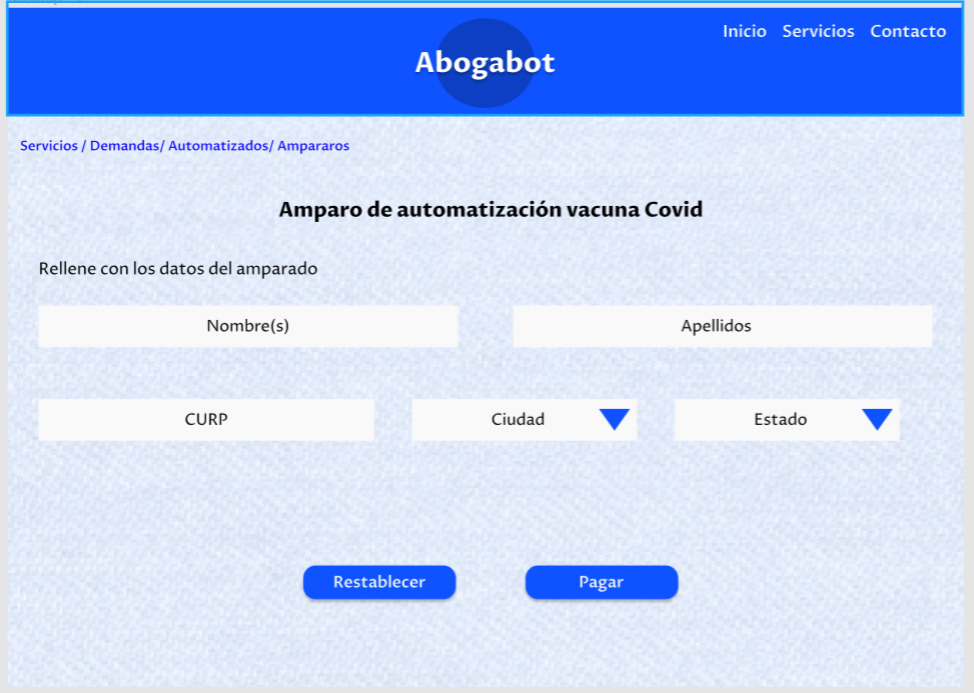 Inicio Servicios Contacto
Abogabot
Servicios / Demandas/ Automatizados/ Ampararos
Amparo de automatización vacuna Covid
Rellene con los datos del amparado
Nombre(s) Apellidos
CURP Ciudad Estado
Restablecer Pagar